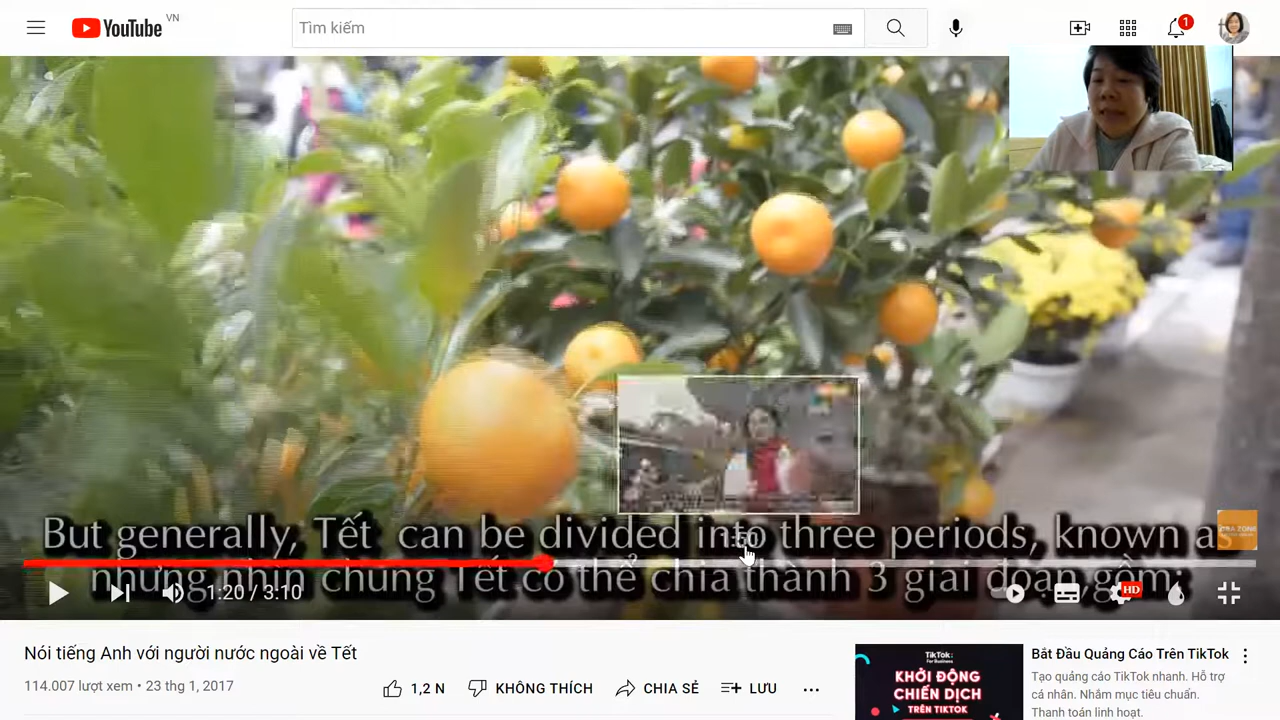 YouTube VN
Tìm kiếm
1
But generally, Tết can be divided into three periods, known as
1:50
nhưng nhìn chung Tết có thể chia thành 3 giai đoạn,gồm:
1:20 / 3:10
HD
Nói tiếng Anh với người nước ngoài về Tết
114.007 lượt xem • 23 thg 1, 2017
1,2 N
KHÔNG THÍCH
CHIA SẺ
LƯU
TikTok:
For Business
KHỞI ĐỘNG
CHIẾN DỊCH
TRÊN TIKTOK
Bắt Đầu Quảng Cáo Trên TikTok
Tạo quảng cáo TikTok nhanh. Hỗ trợ
cá nhân. Nhắm mục tiêu chuẩn.
Thanh toán linh hoạt.